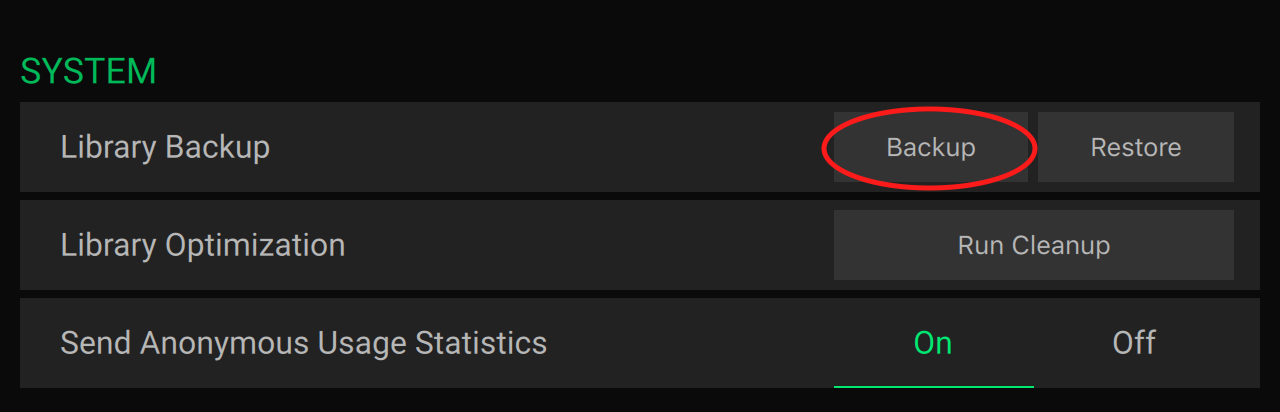 SYSTEM
Library Backup Backup Restore
Library Optimization Run Cleanup
Send Anonymous Usage Statistics On Off